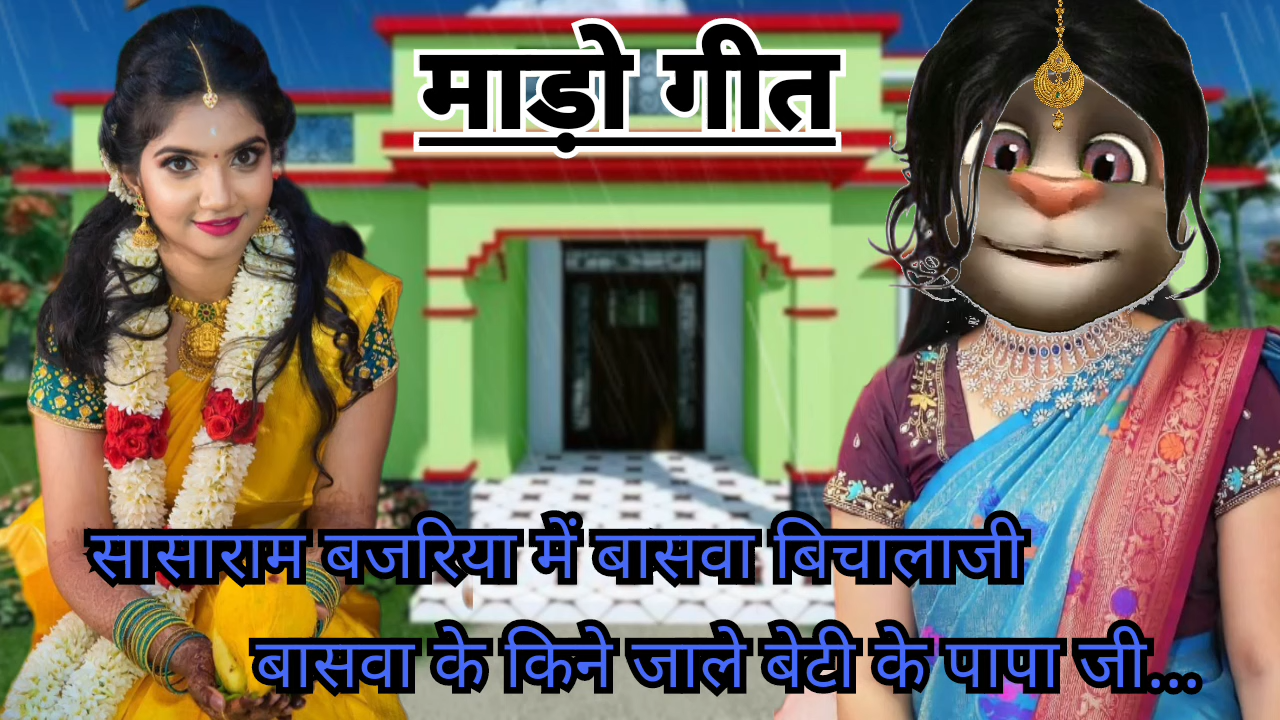 माड़ो गीत
सासाराम बजरिया में बासवा बिचालाजी
बासवा के किने जाले बेटी के पापा जी...